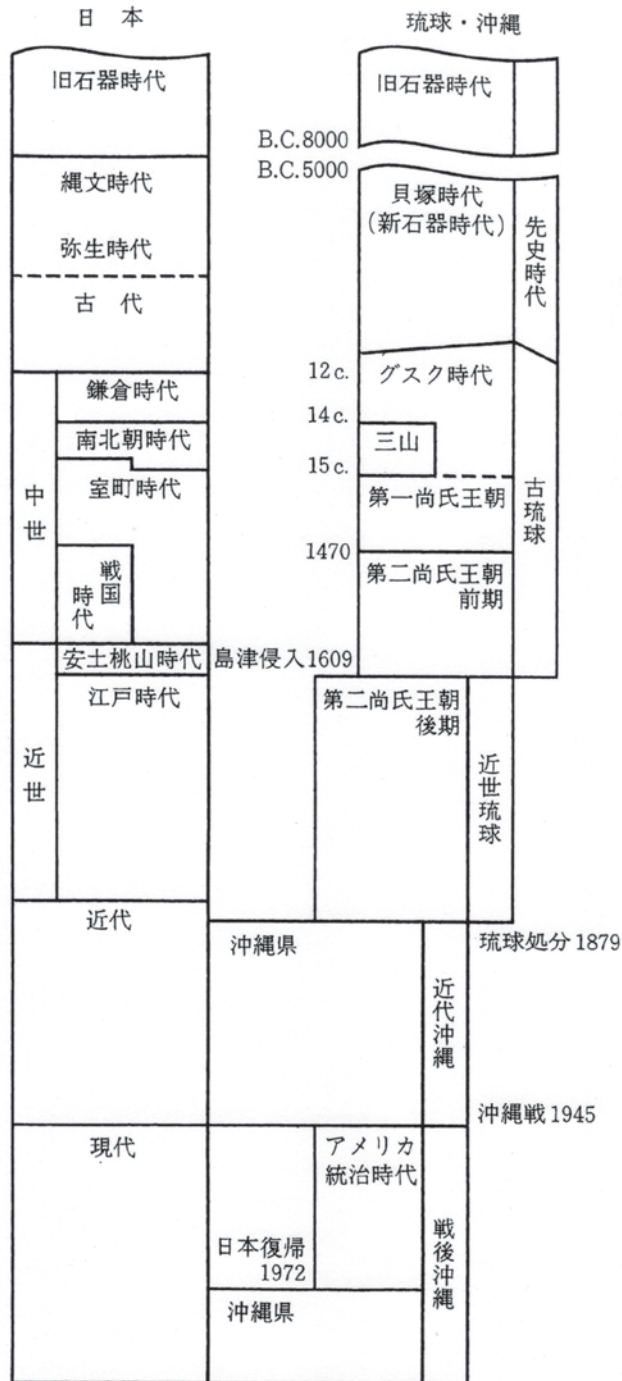 日本
琉球・沖縄
旧石器時代
旧石器時代
B.C.8000
B.C.5000
縄文時代
貝塚時代
(新石器時代)
先史時代
弥生時代
古代
12c.
グスク時代
鎌倉時代
14c.
南北朝時代
三山
15c.
中世
室町時代
第一尚氏王朝
古琉球
1470
戦国
時代
第二尚氏王朝
前期
安土桃山時代
島津侵入1609
江戸時代
第二尚氏王朝
後期
近世
近世琉球
近代
沖縄県
琉球処分1879
近代沖縄
沖縄戦1945
現代
アメリカ
統治時代
日本復帰
1972
戦後沖縄
沖縄県